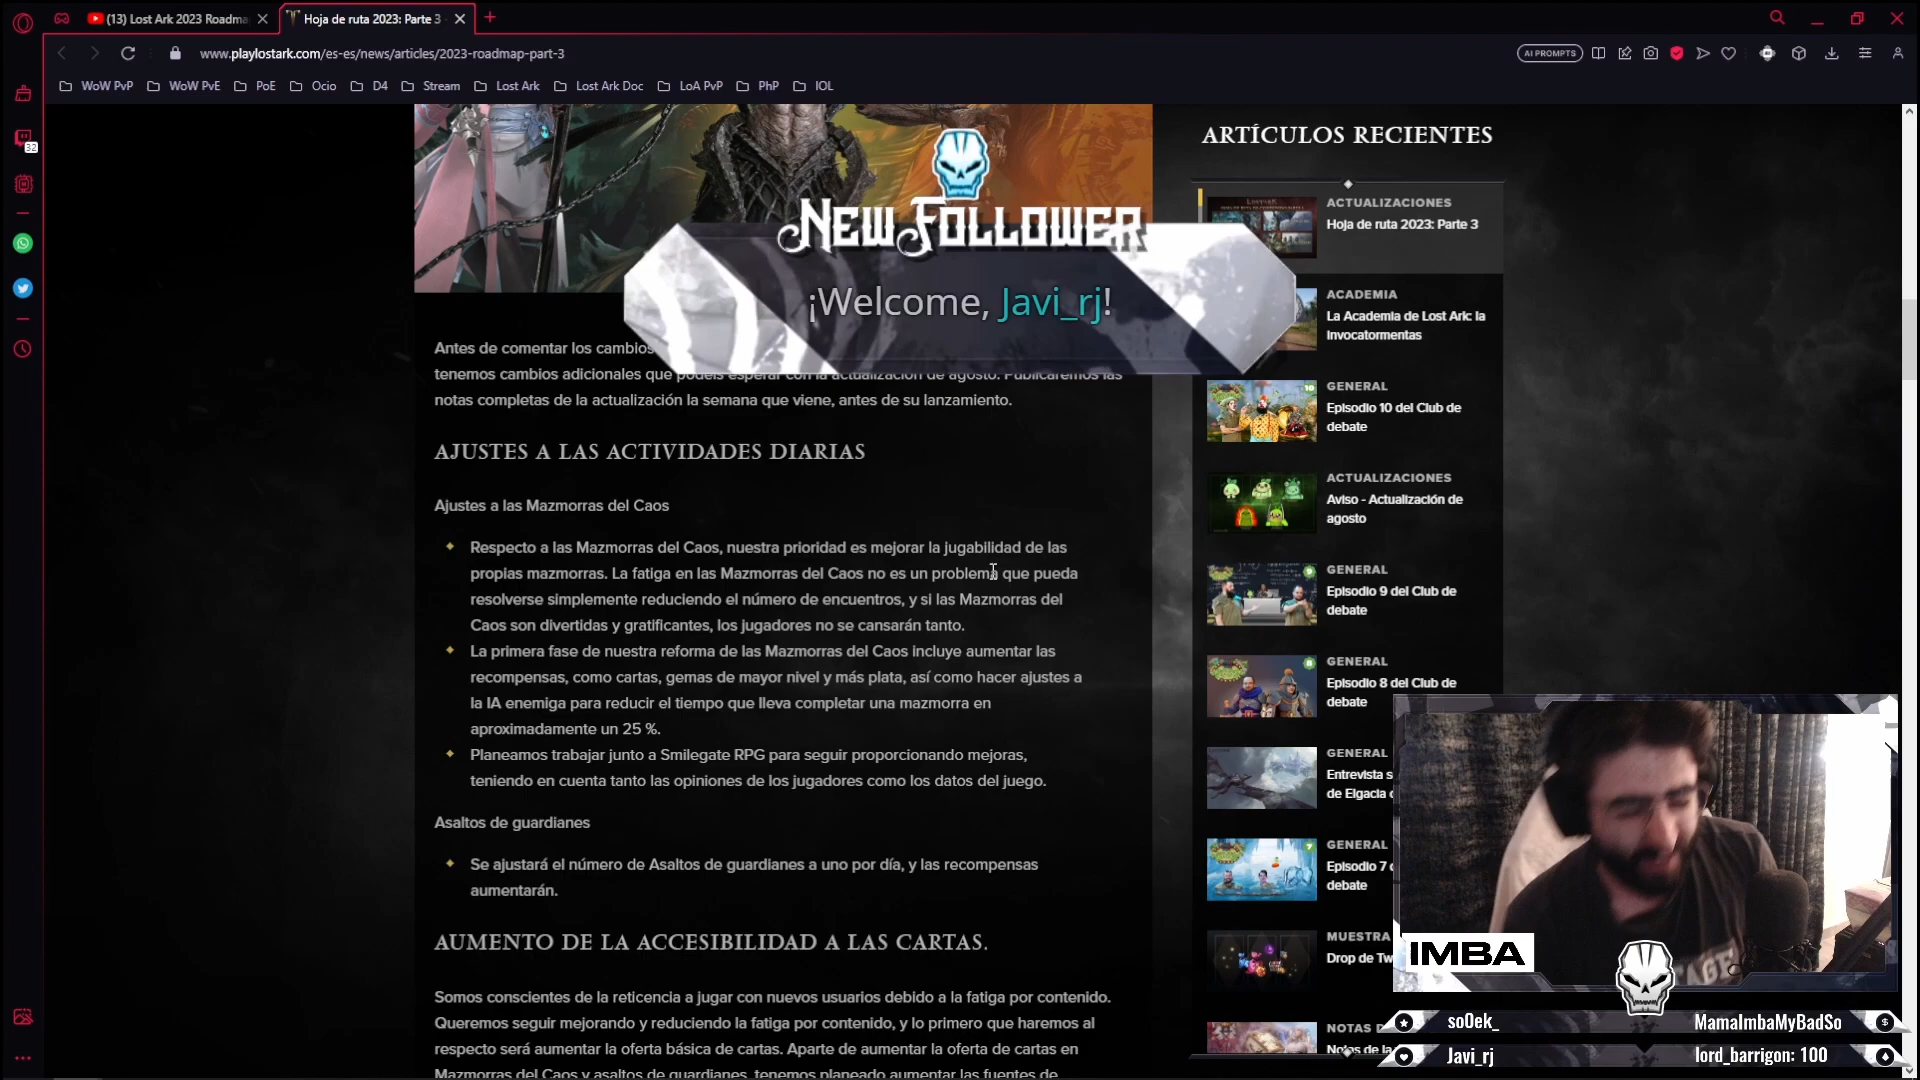 (13) Lost Ark 2023 Roadma
Hoja de ruta 2023: Parte 3
www.playlostark.com/es-es/news/articles/2023-roadmap-part-3
AI PROMPTS
WoW PvP
WoW PvE
PoE
Ocio
D4
Stream
Lost Ark
Lost Ark Doc
LoA PvP
PhP
IOL
32
NEW FOLLOWER
¡Welcome, Javi_rj!
Antes de comentar los cambios
tenemos cambios adicionales que podéis esperar con la actualización de agosto. Publicaremos las
notas completas de la actualización la semana que viene, antes de su lanzamiento.
AJUSTES A LAS ACTIVIDADES DIARIAS
Ajustes a las Mazmorras del Caos
Respecto a las Mazmorras del Caos, nuestra prioridad es mejorar la jugabilidad de las
propias mazmorras. La fatiga en las Mazmorras del Caos no es un problema que pueda
resolverse simplemente reduciendo el número de encuentros, y si las Mazmorras del
Caos son divertidas y gratificantes, los jugadores no se cansarán tanto.
La primera fase de nuestra reforma de las Mazmorras del Caos incluye aumentar las
recompensas, como cartas, gemas de mayor nivel y más plata, así como hacer ajustes a
la IA enemiga para reducir el tiempo que lleva completar una mazmorra en
aproximadamente un 25 %.
Planeamos trabajar junto a Smilegate RPG para seguir proporcionando mejoras,
teniendo en cuenta tanto las opiniones de los jugadores como los datos del juego.
Asaltos de guardianes
Se ajustará el número de Asaltos de guardianes a uno por día, y las recompensas
aumentarán.
AUMENTO DE LA ACCESIBILIDAD A LAS CARTAS.
Somos conscientes de la reticencia a jugar con nuevos usuarios debido a la fatiga por contenido.
Queremos seguir mejorando y reduciendo la fatiga por contenido, y lo primero que haremos al
respecto será aumentar la oferta básica de cartas. Aparte de aumentar la oferta de cartas en
Mazmorras del Caos y asaltos de guardianes, tenemos planeado aumentar las fuentes de
ARTÍCULOS RECIENTES
ACTUALIZACIONES
Hoja de ruta 2023: Parte 3
ACADEMIA
La Academia de Lost Ark: la
Invocatormentas
GENERAL
Episodio 10 del Club de
debate
ACTUALIZACIONES
Aviso - Actualización de
agosto
GENERAL
Episodio 9 del Club de
debate
GENERAL
Episodio 8 del Club de
debate
GENERAL
Entrevista s
de Elgacia
GENERAL
Episodio 7
debate
MUESTRA
Drop de Tw
NOTAS D
Notas de la
IMBA
so0ek_
MamaImbaMyBadSo
Javi_rj
lord_barrigon: 100